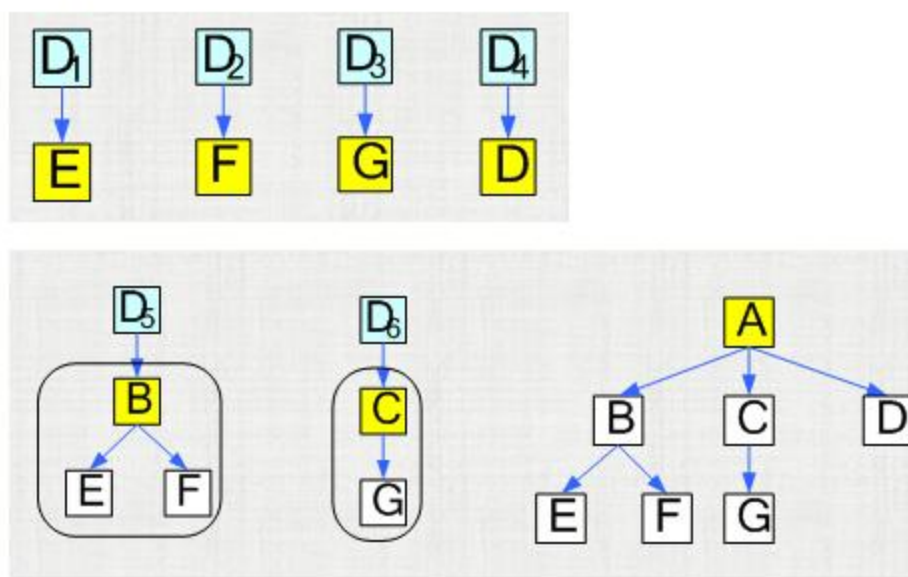 D1 D2 D3 D4
E F G D
D5 D6 A
B C B C D
E F G E F G